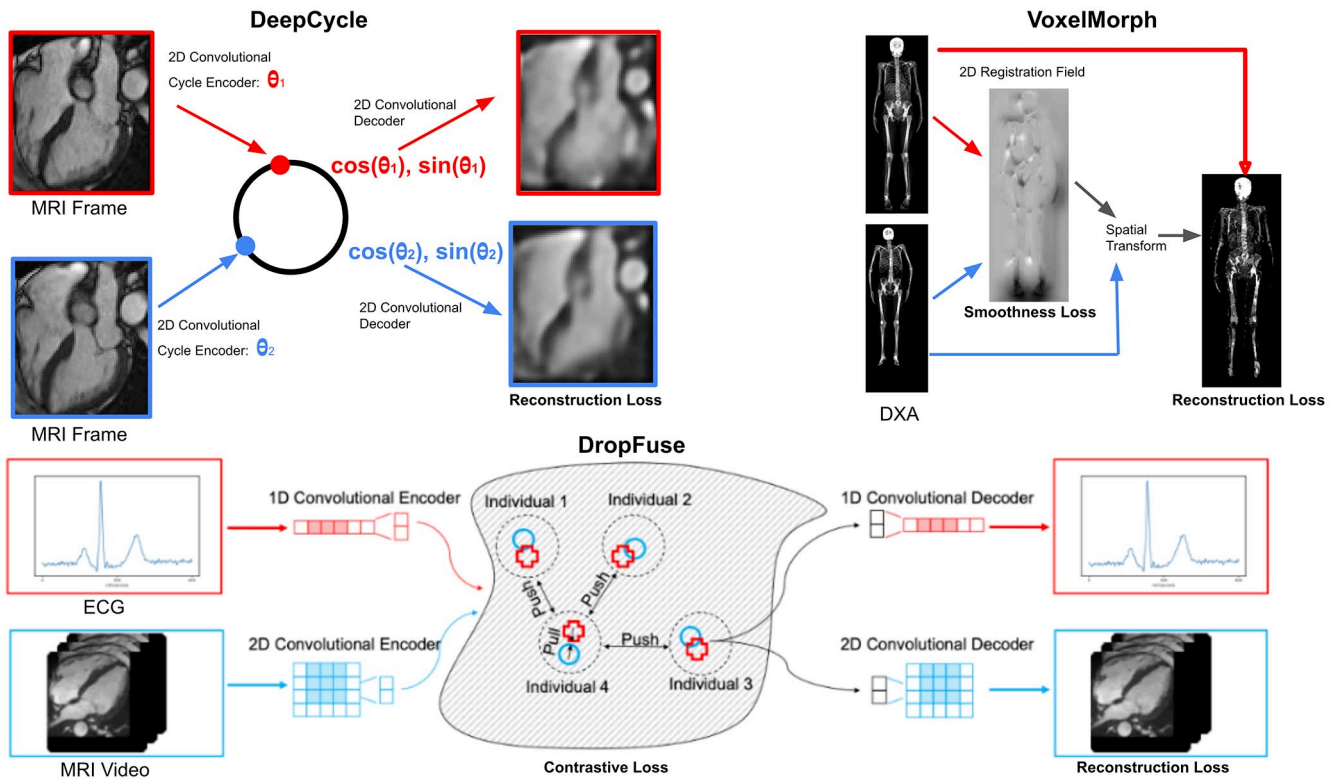 DeepCycle
2D Convolutional
Cycle Encoder: θ1
2D Convolutional
Decoder
cos(θ1), sin(θ1)
MRI Frame
cos(θ2), sin(θ2)
2D Convolutional
Cycle Encoder: θ2
2D Convolutional
Decoder
MRI Frame
Reconstruction Loss
VoxelMorph
2D Registration Field
Spatial
Transform
Smoothness Loss
DXA
Reconstruction Loss
DropFuse
ECG
1D Convolutional Encoder
Individual 1
Individual 2
Push
Push
Pull
Push
Individual 4
Individual 3
1D Convolutional Decoder
2D Convolutional Encoder
2D Convolutional Decoder
MRI Video
Contrastive Loss
Reconstruction Loss